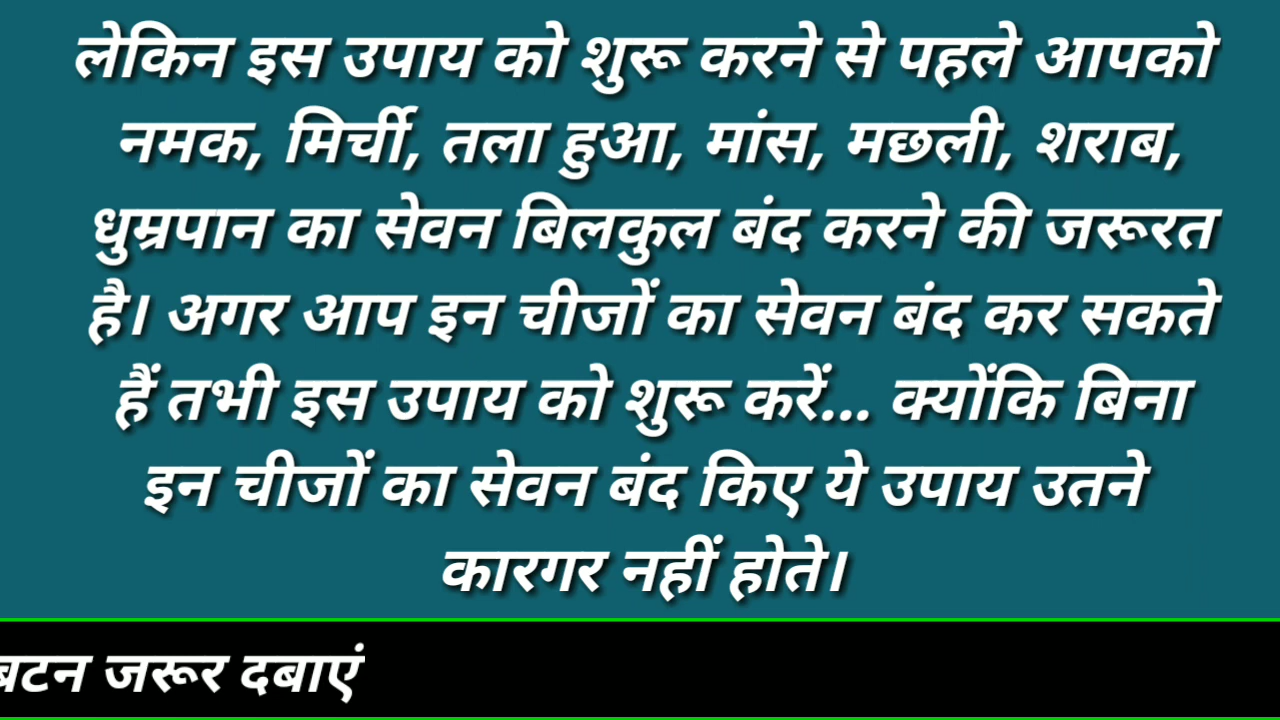 लेकिन इस उपाय को शुरू करने से पहले आपको
नमक, मिर्ची, तला हुआ, मांस, मछली, शराब,
धुम्रपान का सेवन बिलकुल बंद करने की जरूरत
है। अगर आप इन चीजों का सेवन बंद कर सकते
हैं तभी इस उपाय को शुरू करें... क्योंकि बिना
इन चीजों का सेवन बंद किए ये उपाय उतने
कारगर नहीं होते।
बटन जरूर दबाएं